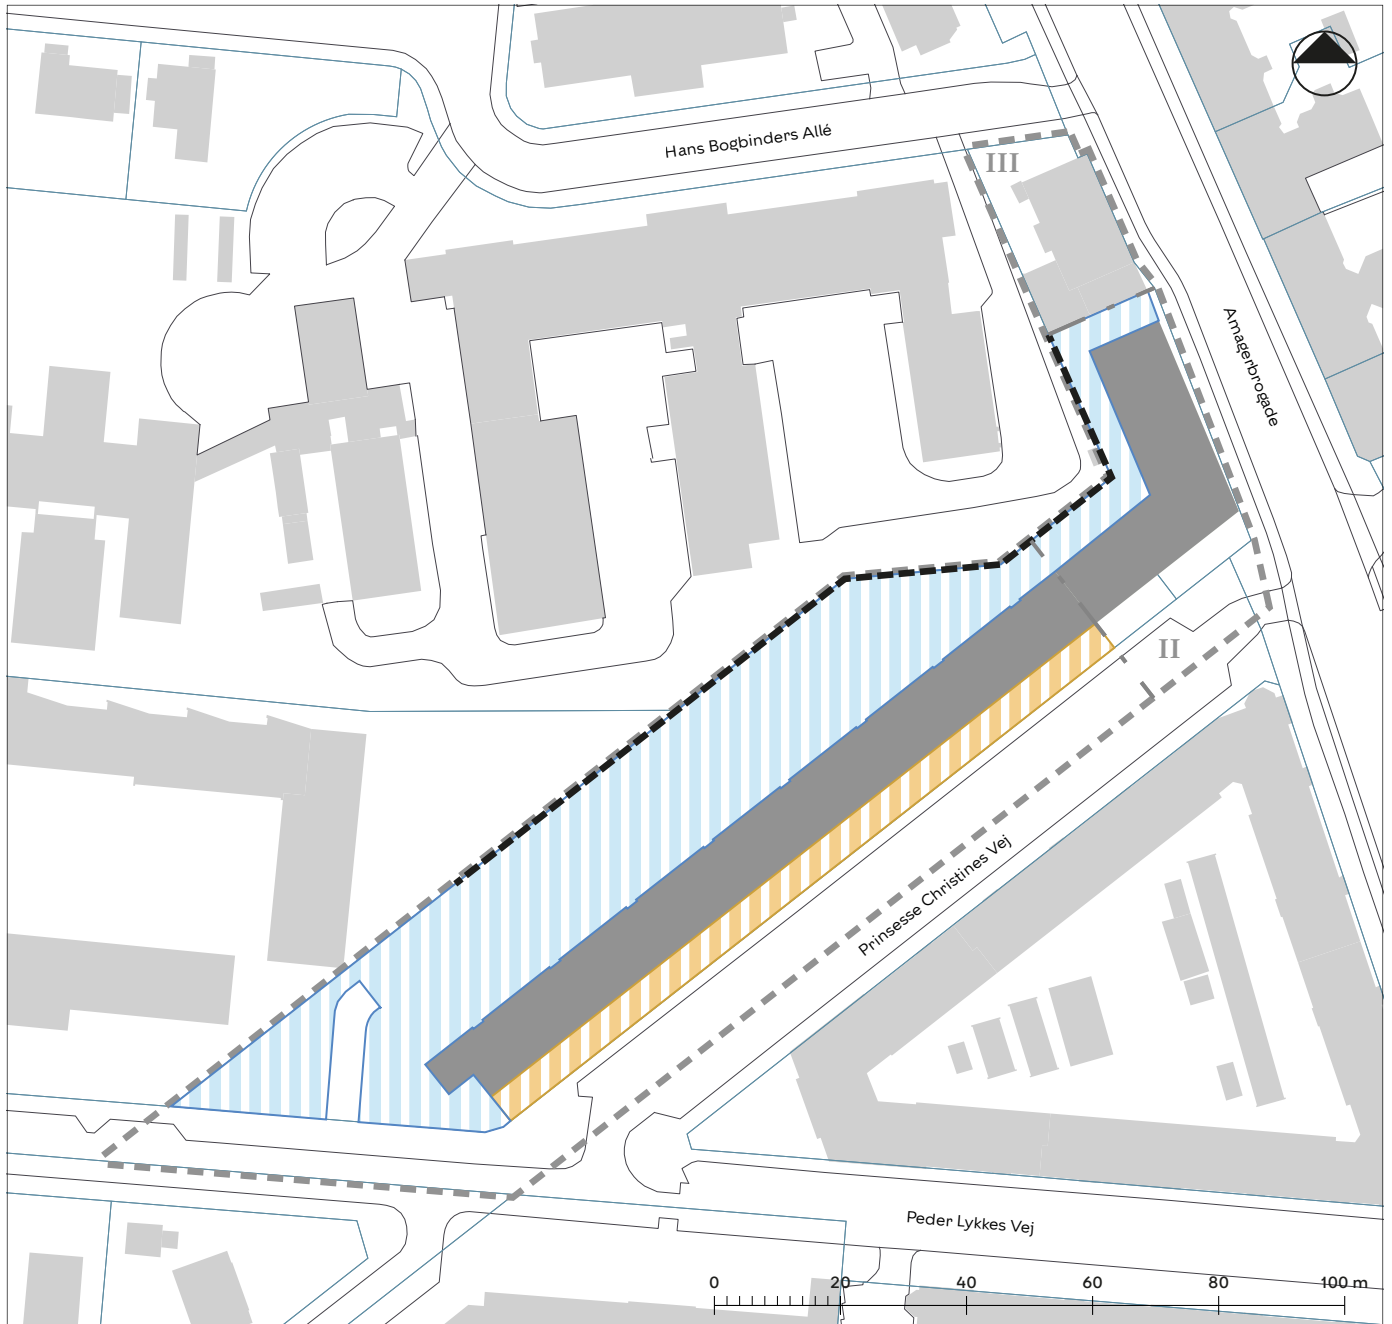 Hans Bogbinders Allé
III
Amagerbrogade
II
Prinsesse Christines Vej
Peder Lykkes Vej
0 20 40 60 80 100 m